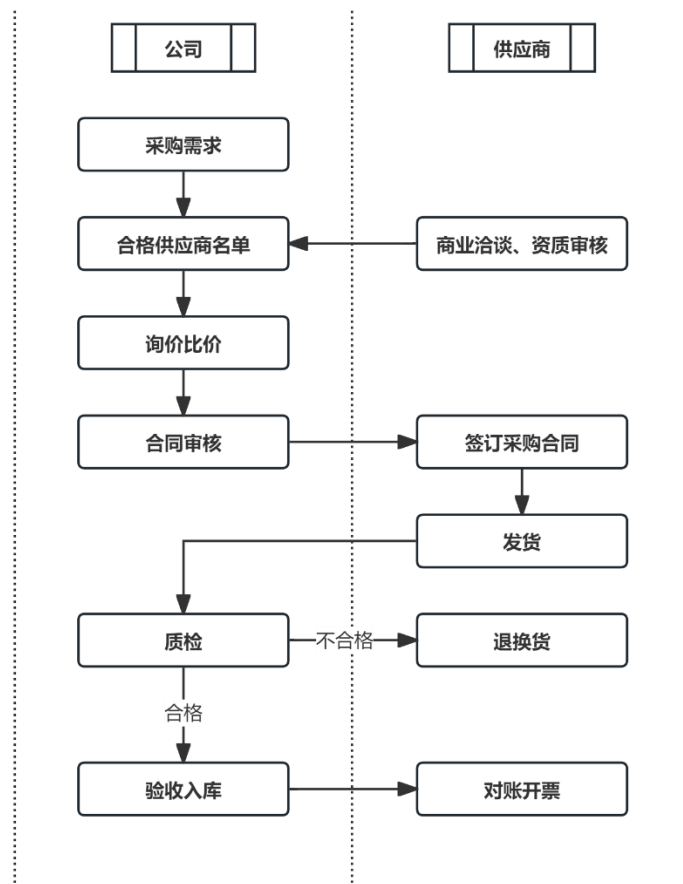 公司
供应商
采购需求
合格供应商名单
商业洽谈、资质审核
询价比价
合同审核
签订采购合同
发货
质检
不合格
退换货
合格
验收入库
对账开票